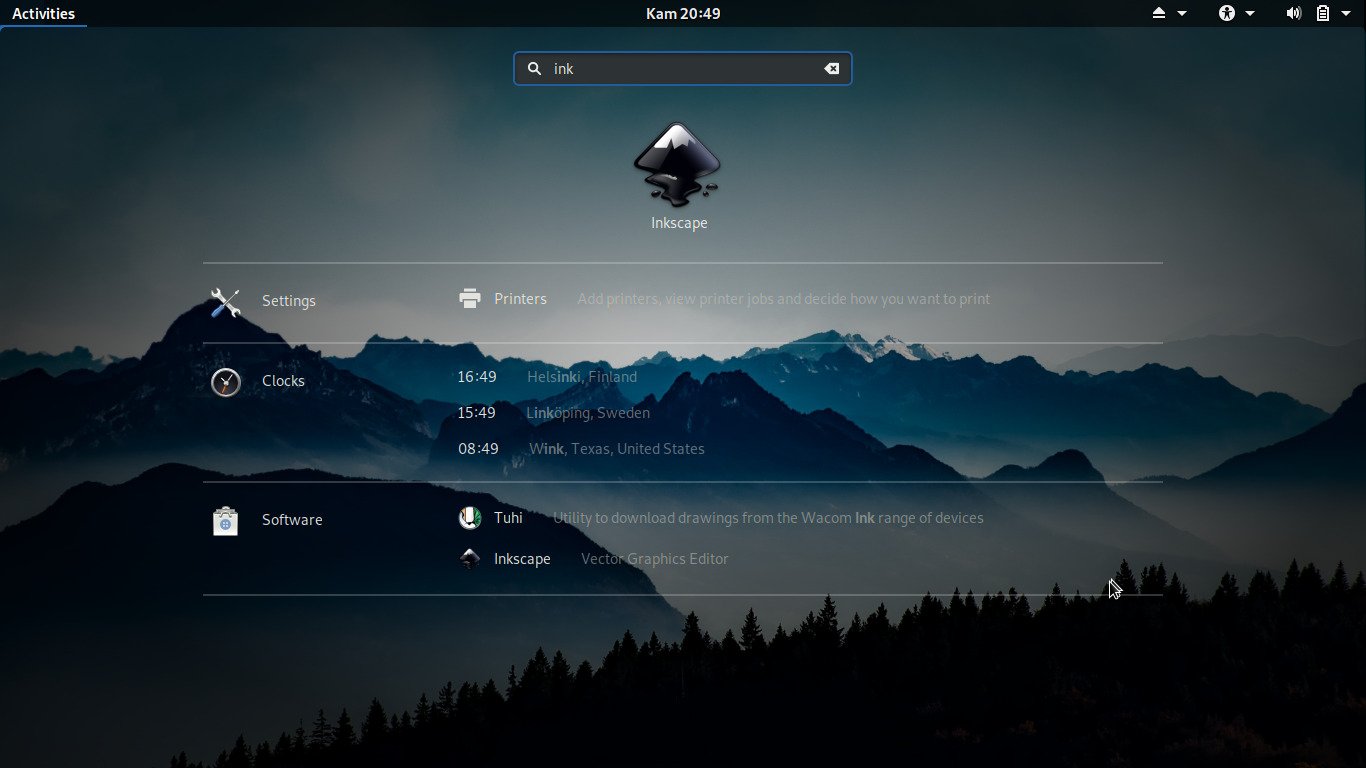 Activities Kam 20:49
ink
Inkscape
Settings Printers Add printers, view printer jobs and decide how you want to print
Clocks 16:49 Helsinki, Finland
15:49 Linköping, Sweden
08:49 Wink, Texas, United States
Software Tuhi Utility to download drawings from the Wacom Ink range of devices
Inkscape Vector Graphics Editor